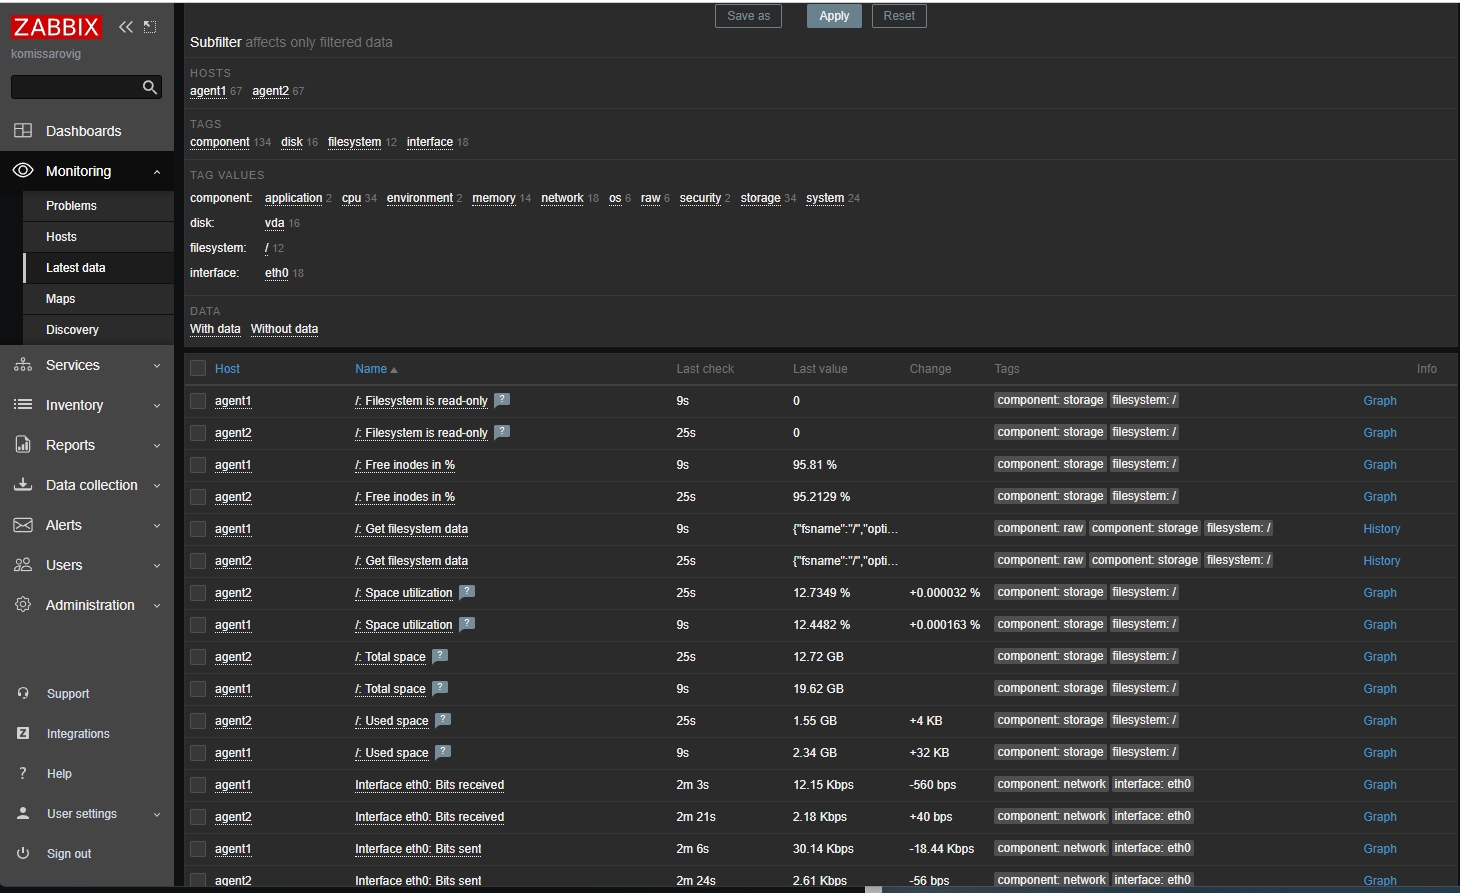 ZABBIX
komissarovig
Dashboards
Monitoring
Problems
Hosts
Latest data
Maps
Discovery
Services
Inventory
Reports
Data collection
Alerts
Users
Administration
Support
Z Integrations
? Help
User settings
Sign out
Save as Apply Reset
Subfilter affects only filtered data
HOSTS
agent1 67 agent2 67
TAGS
component 134 disk 16 filesystem 12 interface 18
TAG VALUES
component: application 2 cpu 34 environment 2 memory 14 network 18 os 6 raw 6 security 2 storage 34 system 24
disk: vda 16
filesystem: / 12
interface: eth0 18
DATA
With data Without data
Host Name Last check Last value Change Tags Info
agent1 /: Filesystem is read-only ? 9s 0 component: storage filesystem: / Graph
agent2 /: Filesystem is read-only ? 25s 0 component: storage filesystem: / Graph
agent1 /: Free inodes in % 9s 95.81 % component: storage filesystem: / Graph
agent2 /: Free inodes in % 25s 95.2129 % component: storage filesystem: / Graph
agent1 /: Get filesystem data 9s {"fsname":"/","opti... component: raw component: storage filesystem: / History
agent2 /: Get filesystem data 25s {"fsname":"/","opti... component: raw component: storage filesystem: / History
agent2 /: Space utilization ? 25s 12.7349 % +0.000032 % component: storage filesystem: / Graph
agent1 /: Space utilization ? 9s 12.4482 % +0.000163 % component: storage filesystem: / Graph
agent2 /: Total space ? 25s 12.72 GB component: storage filesystem: / Graph
agent1 /: Total space ? 9s 19.62 GB component: storage filesystem: / Graph
agent2 /: Used space ? 25s 1.55 GB +4 KB component: storage filesystem: / Graph
agent1 /: Used space ? 9s 2.34 GB +32 KB component: storage filesystem: / Graph
agent1 Interface eth0: Bits received 2m 3s 12.15 Kbps -560 bps component: network interface: eth0 Graph
agent2 Interface eth0: Bits received 2m 21s 2.18 Kbps +40 bps component: network interface: eth0 Graph
agent1 Interface eth0: Bits sent 2m 6s 30.14 Kbps -18.44 Kbps component: network interface: eth0 Graph
agent2 Interface eth0: Bits sent 2m 24s 2.61 Kbps -56 bps component: network interface: eth0 Graph